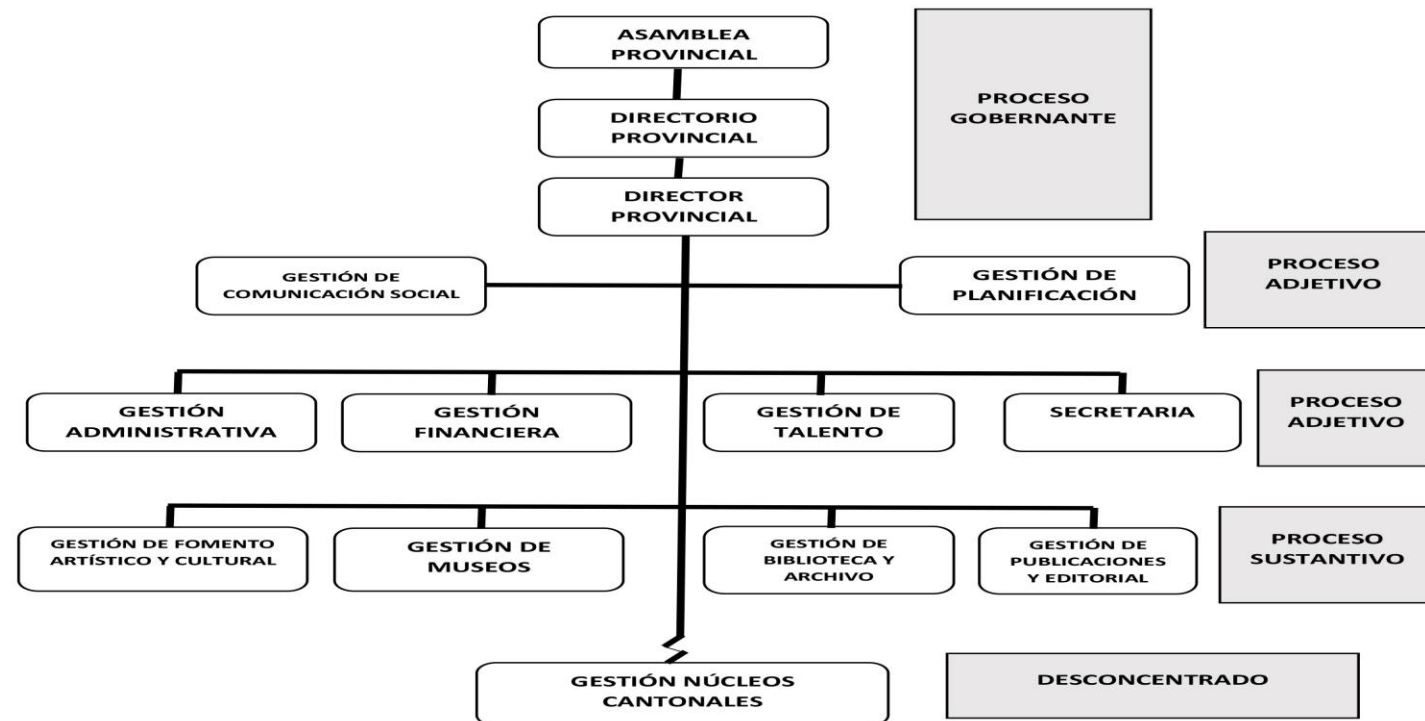 ASAMBLEA
PROVINCIAL
PROCESO
GOBERNANTE
DIRECTORIO
PROVINCIAL
DIRECTOR
PROVINCIAL
GESTIÓN DE
COMUNICACIÓN SOCIAL
GESTIÓN DE
PLANIFICACIÓN
PROCESO
ADJETIVO
GESTIÓN
ADMINISTRATIVA
GESTIÓN
FINANCIERA
GESTIÓN DE
TALENTO
SECRETARIA
PROCESO
ADJETIVO
GESTIÓN DE FOMENTO
ARTÍSTICO Y CULTURAL
GESTIÓN DE
MUSEOS
GESTIÓN DE
BIBLIOTECA Y
ARCHIVO
GESTIÓN DE
PUBLICACIONES
Y EDITORIAL
PROCESO
SUSTANTIVO
GESTIÓN NÚCLEOS
CANTONALES
DESCONCENTRADO